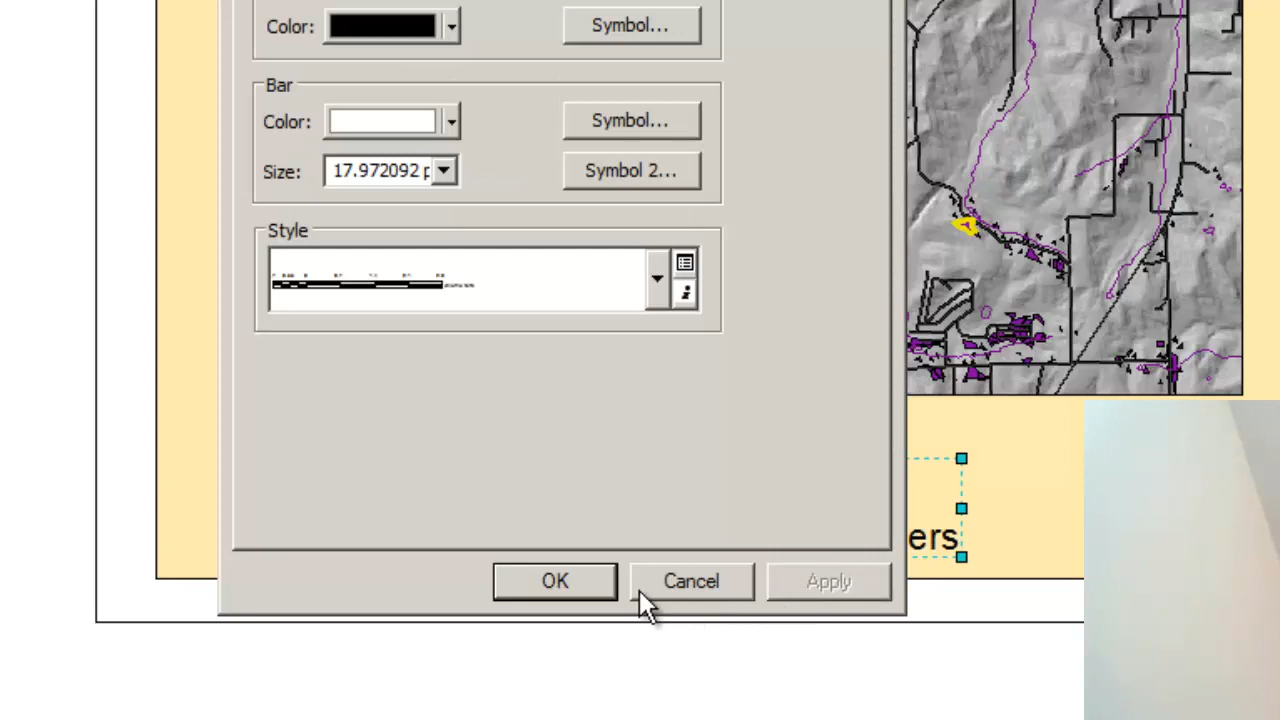 Color: Symbol...
Bar
Color: Symbol...
Size: 17.972092 p Symbol 2...
Style
ers
OK Cancel Apply